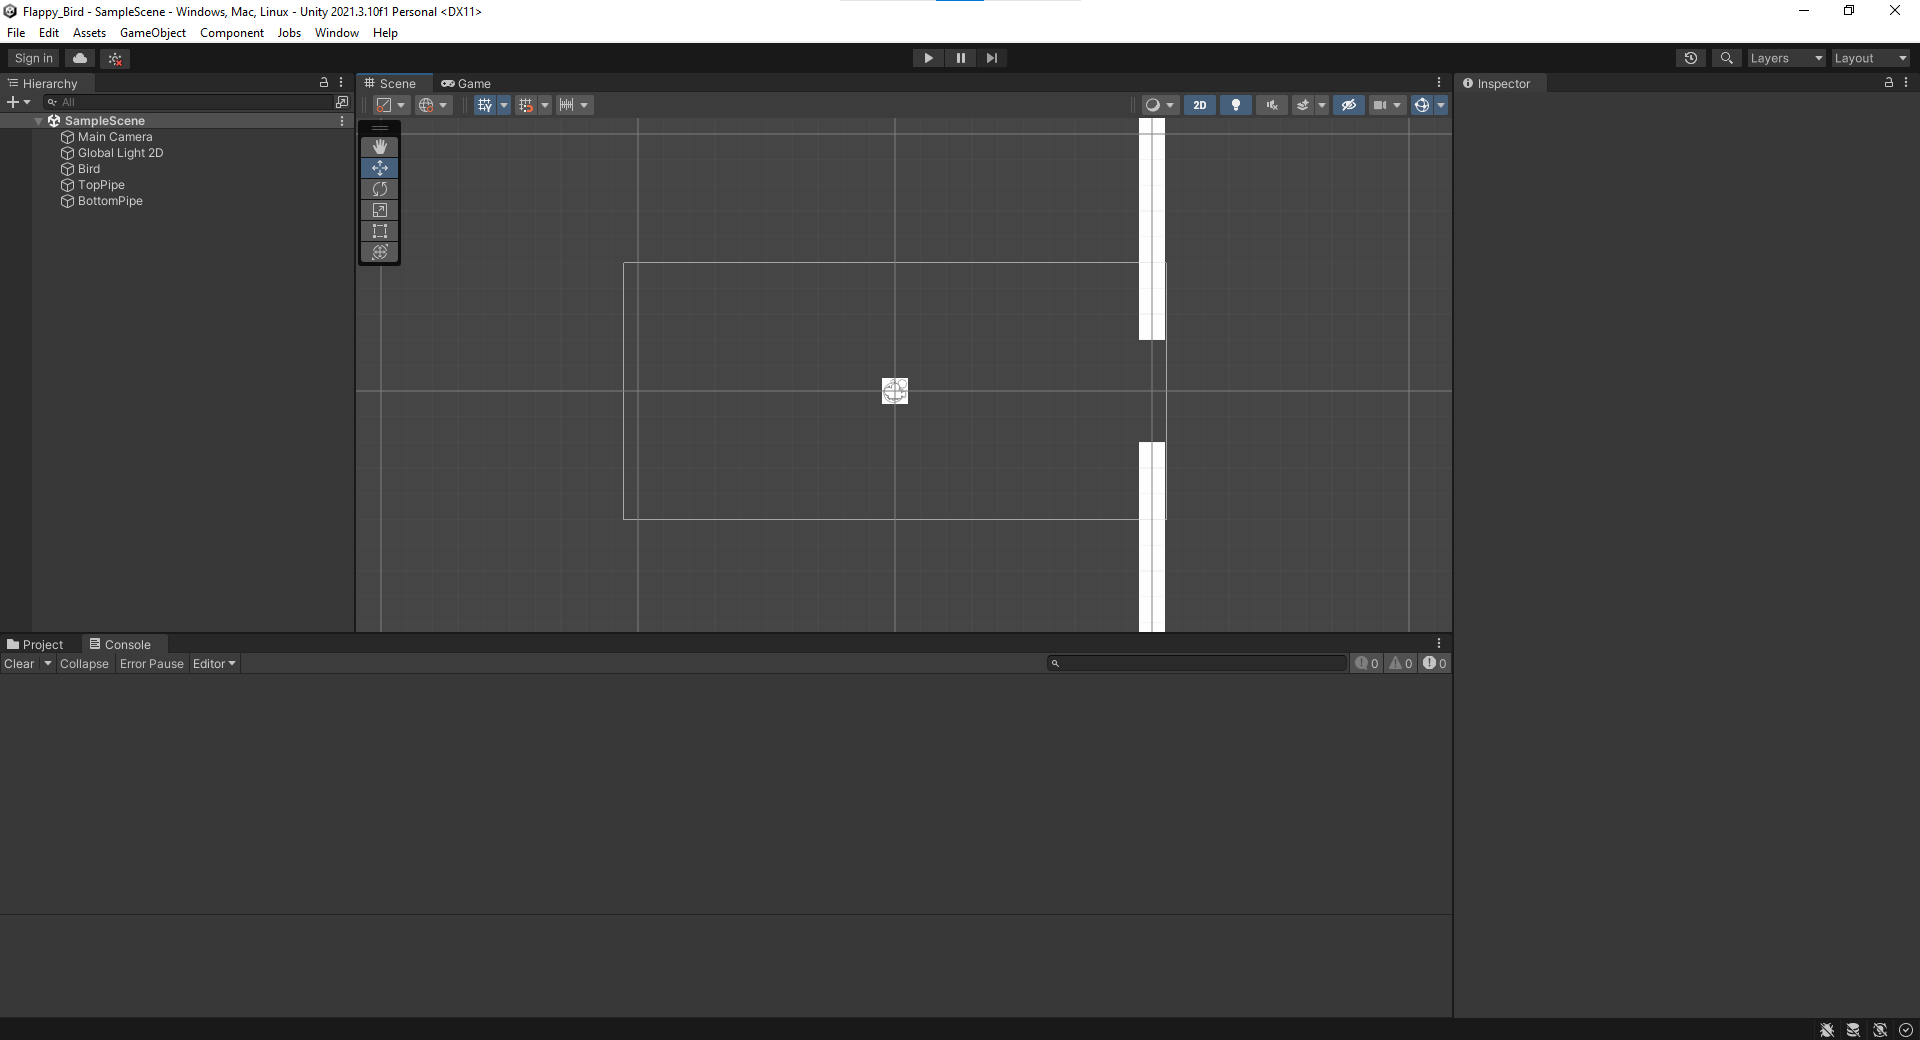 Flappy_Bird - SampleScene - Windows, Mac, Linux - Unity 2021.3.10f1 Personal <DX11>
File Edit Assets GameObject Component Jobs Window Help
Sign in Layers Layout
Hierarchy Scene Game Inspector
All 2D
SampleScene
Main Camera
Global Light 2D
Bird
TopPipe
BottomPipe
Project Console
Clear Collapse Error Pause Editor 0 0 0